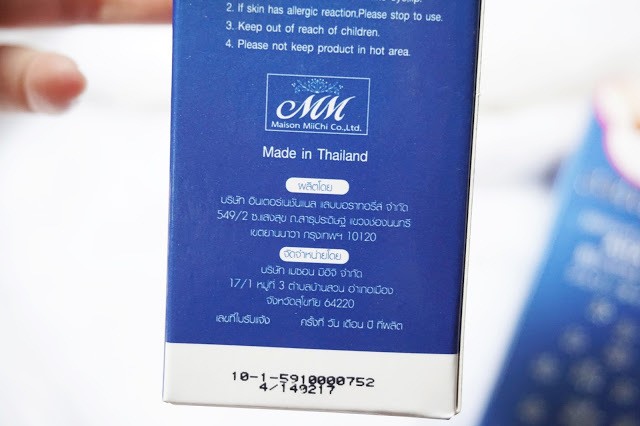 2. If skin has allergic reaction.Please stop to use.
3. Keep out of reach of children.
4. Please not keep product in hot area.
MM
Maison MiiChi Co.,Ltd.
Made in Thailand
ผลิตโดย
บริษัท อินเตอร์เนชั่นแนล แลบบอราทอรีส์ จำกัด
549/2 ซ.แสงสุข ถ.สาธุประดิษฐ์ แขวงช่องนนทรี
เขตยานนาวา กรุงเทพฯ 10120
จัดจำหน่ายโดย
บริษัท เมซอน มิอิจิ จำกัด
17/1 หมู่ที่ 3 ตำบลบ้านสวน อำเภอเมือง
จังหวัดสุโขทัย 64220
เลขที่ใบรับแจ้ง ครั้งที่ วัน เดือน ปี ที่ผลิต
10-1-5910000752
4/140217